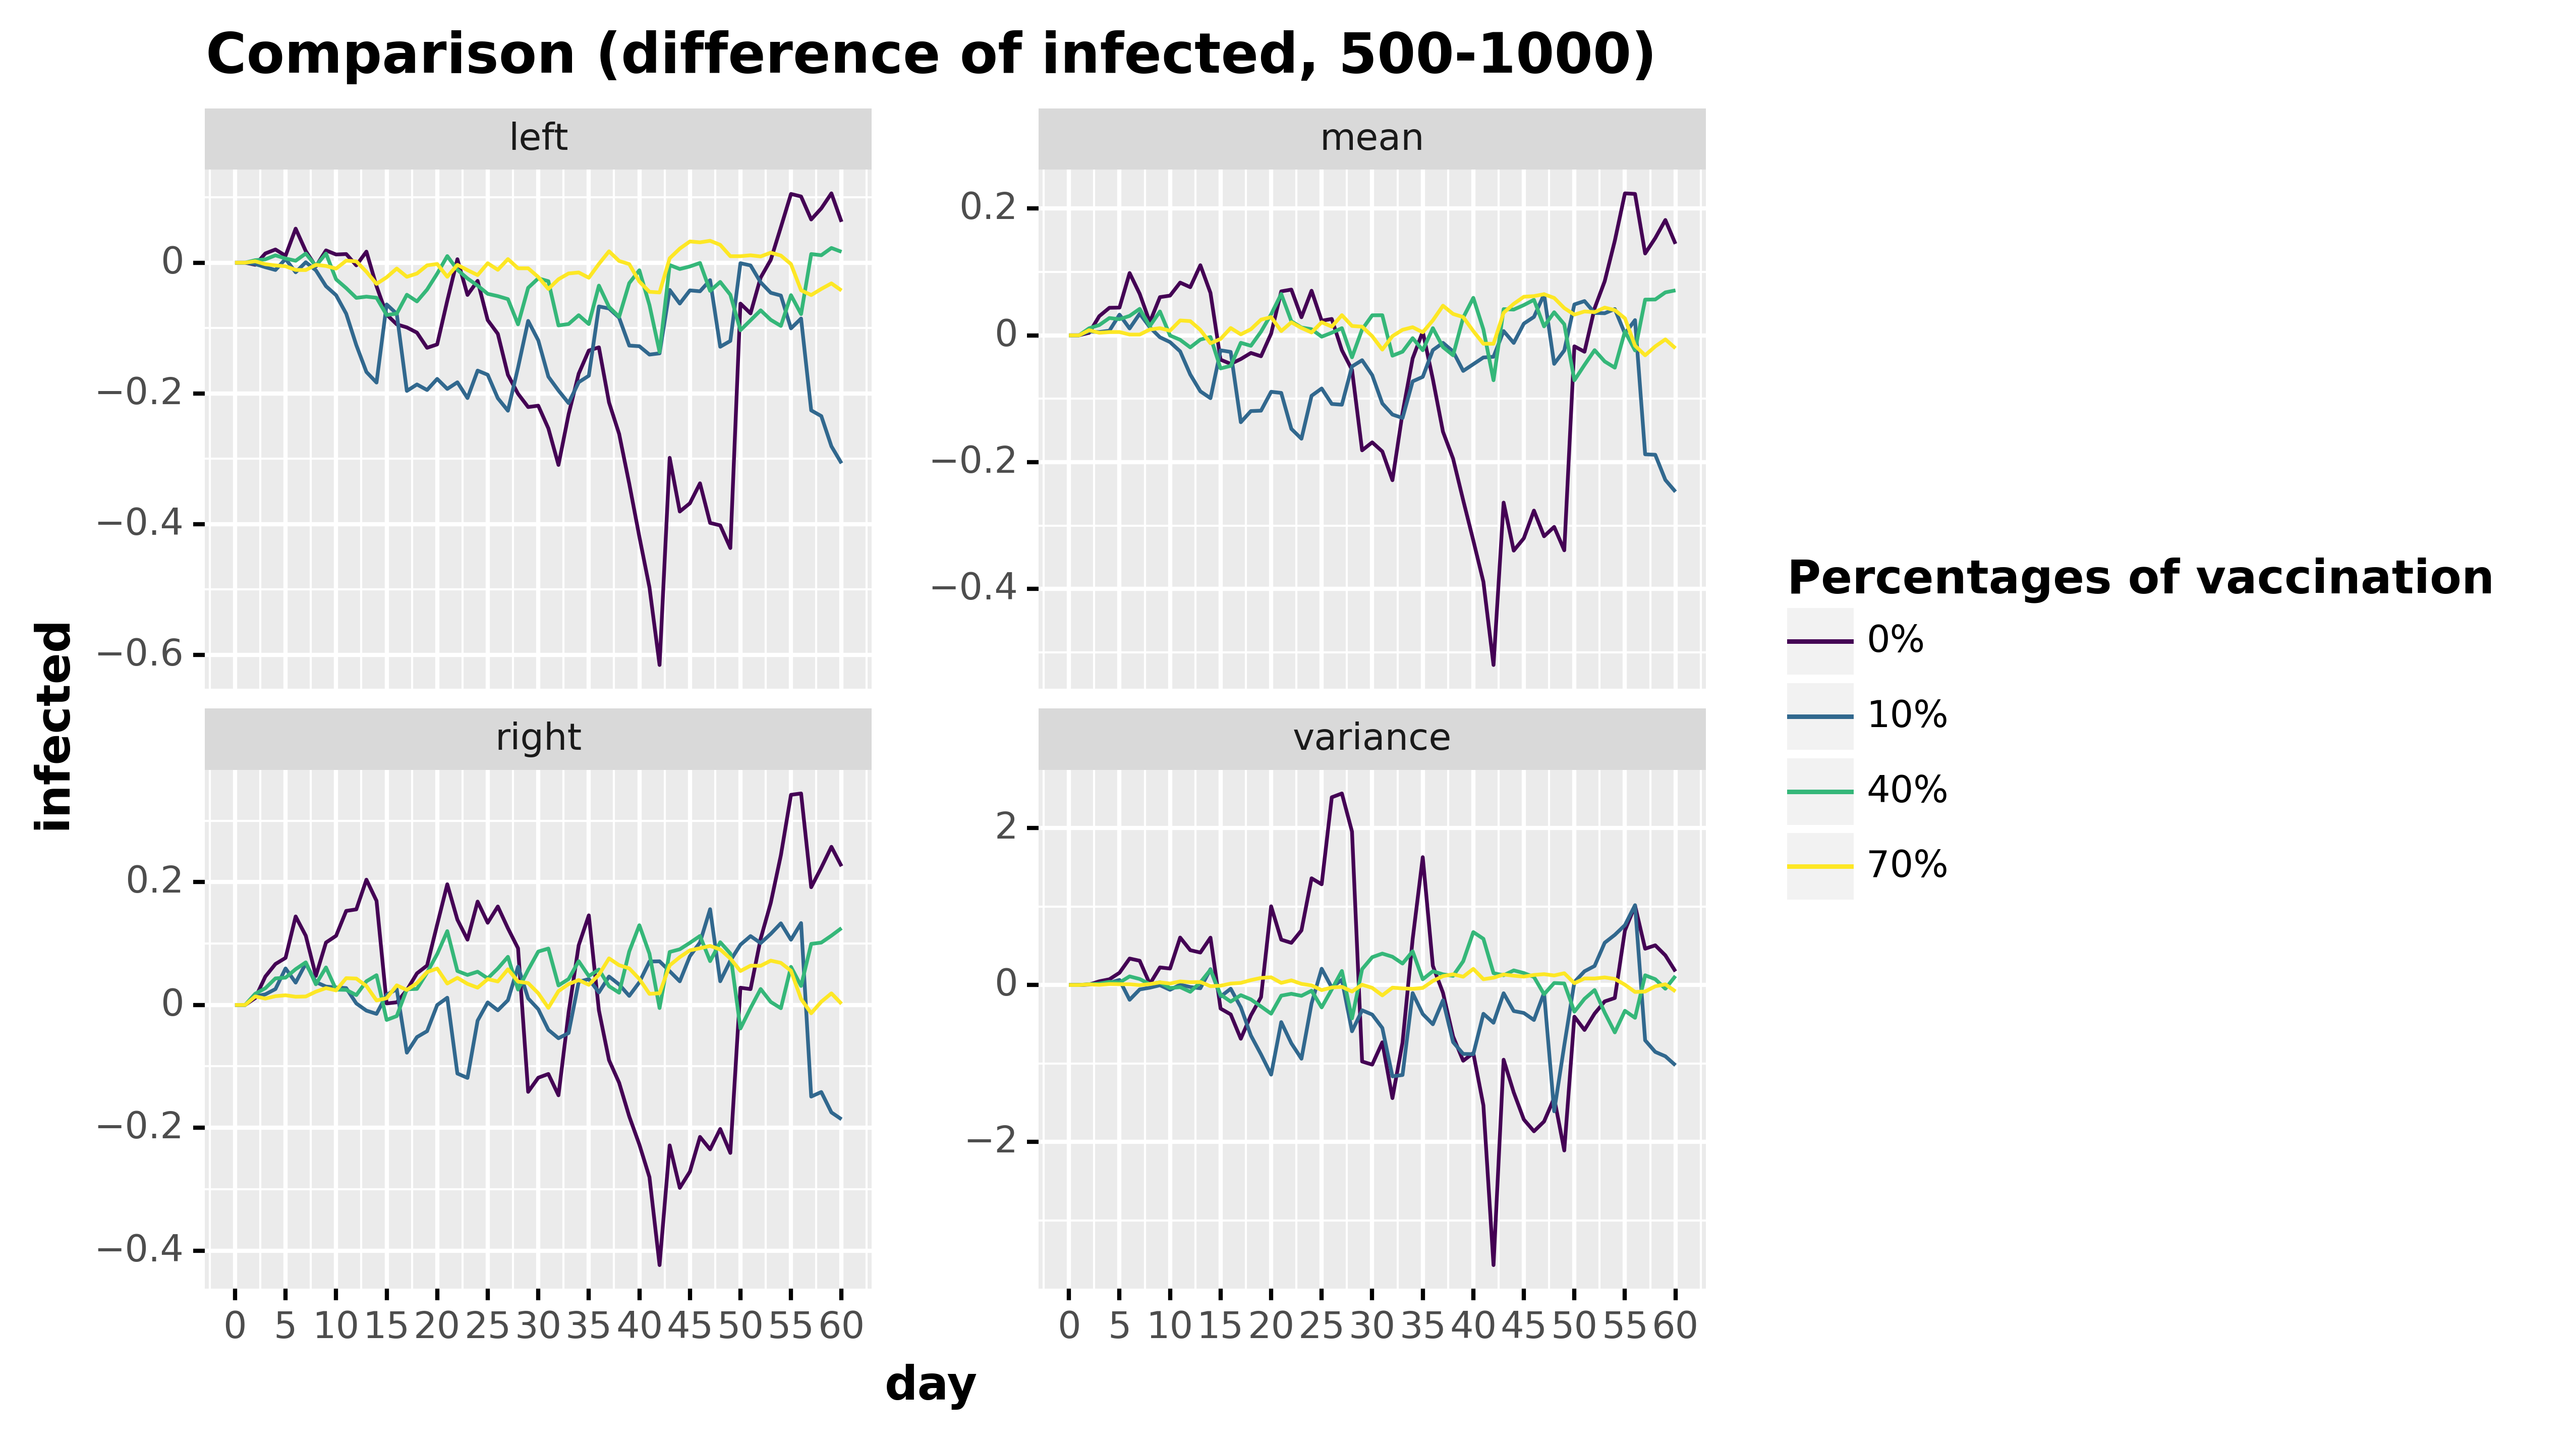 Comparison (difference of infected, 500-1000)
left
0
−0.2
−0.4
−0.6
mean
0.2
0
−0.2
−0.4
right
0.2
0
−0.2
−0.4
0 5 10 15 20 25 30 35 40 45 50 55 60
variance
2
0
−2
0 5 10 15 20 25 30 35 40 45 50 55 60
infected
day
Percentages of vaccination
0%
10%
40%
70%